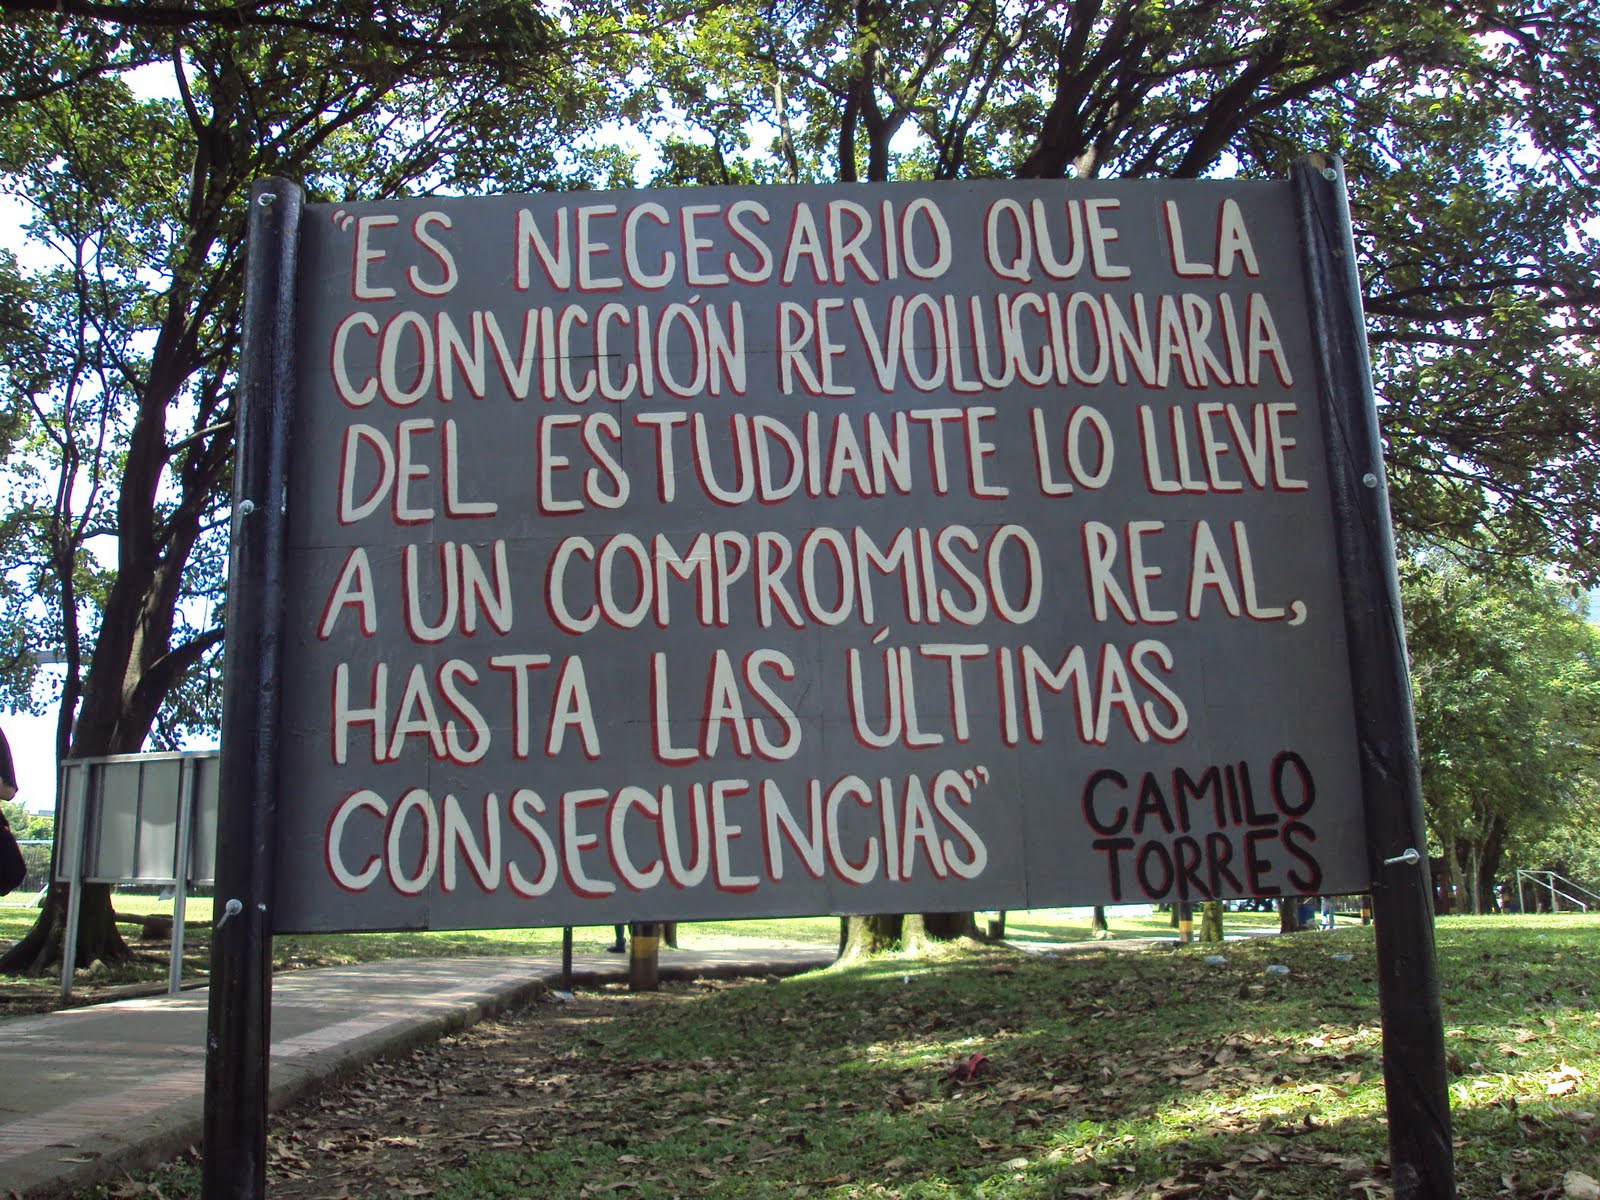 “ES NECESARIO QUE LA
CONVICCIÓN REVOLUCIONARIA
DEL ESTUDIANTE LO LLEVE
A UN COMPROMISO REAL,
HASTA LAS ÚLTIMAS
CONSECUENCIAS”
CAMILO
TORRES